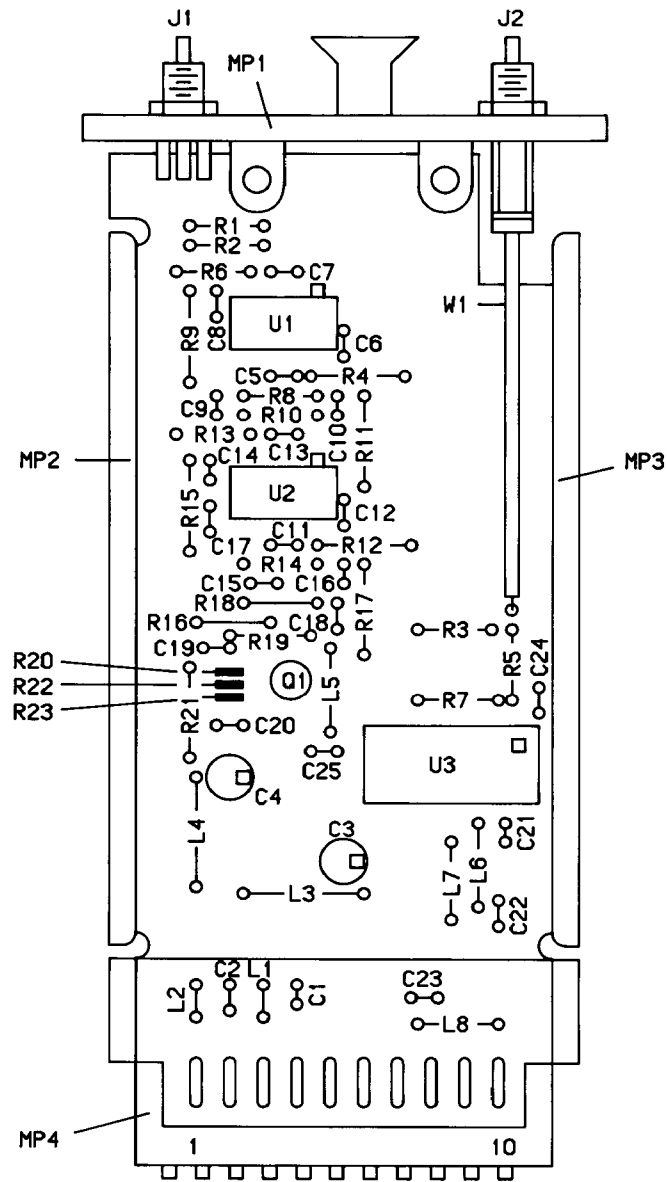 J1 J2
MP1
R1
R2
R6 C7
W1
R9 C8 U1 C6
C5 R4
C9 R8
R10 C10 R11
R13 C13
MP2 C14 MP3
R15 U2 C12
C17 C11 R12
R14
C15 C16
R18 R17
R16 C18
R19 R3
C19 R5 C24
R20
R22 Q1 L5
R23 R7
R21 C20
C25 U3
C4
L4 C3 C21
L7 L6
L3 C22
C2 L1
L2 C1 C23
L8
MP4
1 10